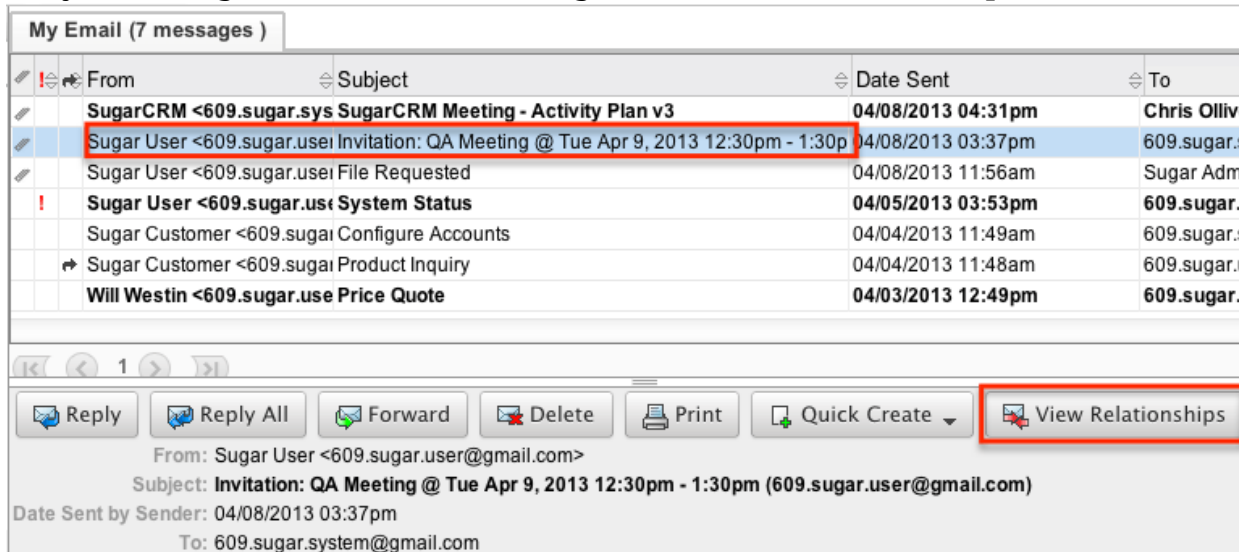 My Email (7 messages )
! From Subject Date Sent To
SugarCRM <609.sugar.sys SugarCRM Meeting - Activity Plan v3 04/08/2013 04:31pm Chris Olliv
Sugar User <609.sugar.use Invitation: QA Meeting @ Tue Apr 9, 2013 12:30pm - 1:30p 04/08/2013 03:37pm 609.sugar.s
Sugar User <609.sugar.use File Requested 04/08/2013 11:56am Sugar Adm
! Sugar User <609.sugar.use System Status 04/05/2013 03:53pm 609.sugar.
Sugar Customer <609.suga Configure Accounts 04/04/2013 11:49am 609.sugar.s
Sugar Customer <609.suga Product Inquiry 04/04/2013 11:48am 609.sugar.u
Will Westin <609.sugar.use Price Quote 04/03/2013 12:49pm 609.sugar.
1
Reply Reply All Forward Delete Print Quick Create View Relationships
From: Sugar User <609.sugar.user@gmail.com>
Subject: Invitation: QA Meeting @ Tue Apr 9, 2013 12:30pm - 1:30pm (609.sugar.user@gmail.com)
Date Sent by Sender: 04/08/2013 03:37pm
To: 609.sugar.system@gmail.com